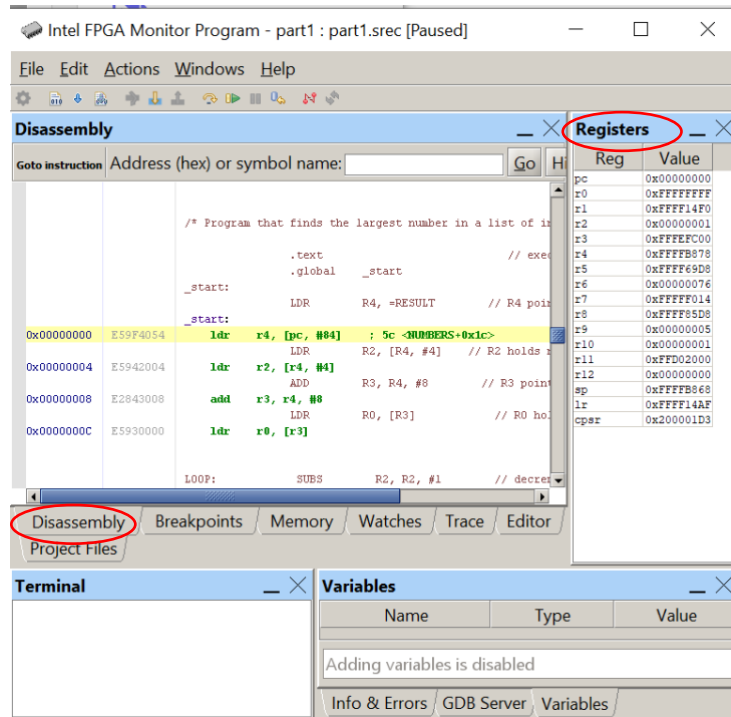 Intel FPGA Monitor Program - part1 : part1.srec [Paused]
File Edit Actions Windows Help
Disassembly
Goto instruction Address (hex) or symbol name: Go Hi
/* Program that finds the largest number in a list of in
.text // exec
.global _start
_start:
LDR R4, =RESULT // R4 poin
_start:
0x00000000 E59F4054 ldr r4, [pc, #84] ; 5c <NUMBERS+0x1c>
LDR R2, [R4, #4] // R2 holds n
0x00000004 E5942004 ldr r2, [r4, #4]
ADD R3, R4, #8 // R3 point
0x00000008 E2843008 add r3, r4, #8
LDR R0, [R3] // R0 hol
0x0000000C E5930000 ldr r0, [r3]
LOOP: SUBS R2, R2, #1 // decrem
Disassembly Breakpoints Memory Watches Trace Editor
Project Files
Registers
Reg Value
pc 0x00000000
r0 0xFFFFFFFF
r1 0xFFFF14F0
r2 0x00000001
r3 0xFFFEFC00
r4 0xFFFFB878
r5 0xFFFF69D8
r6 0x00000076
r7 0xFFFFF014
r8 0xFFFF85D8
r9 0x00000005
r10 0x00000001
r11 0xFFD02000
r12 0x00000000
sp 0xFFFFB868
lr 0xFFFF14AF
cpsr 0x200001D3
Terminal
Variables
Name Type Value
Adding variables is disabled
Info & Errors GDB Server Variables